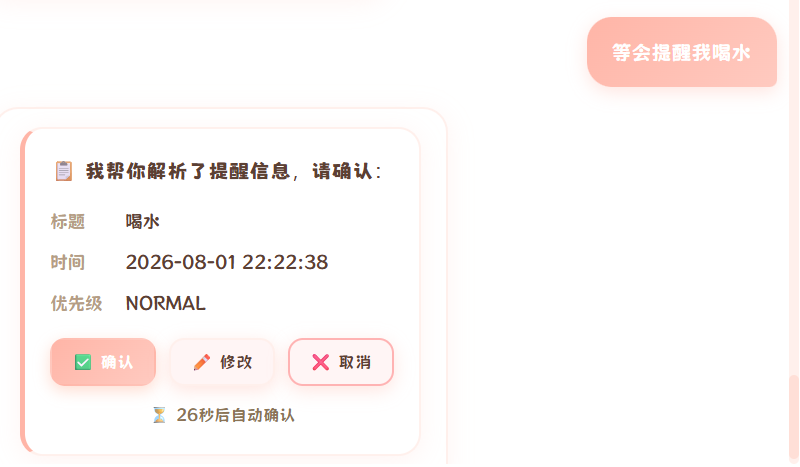 等会提醒我喝水
我帮你解析了提醒信息，请确认：
标题 喝水
时间 2026-08-01 22:22:38
优先级 NORMAL
确认 修改 取消
26秒后自动确认